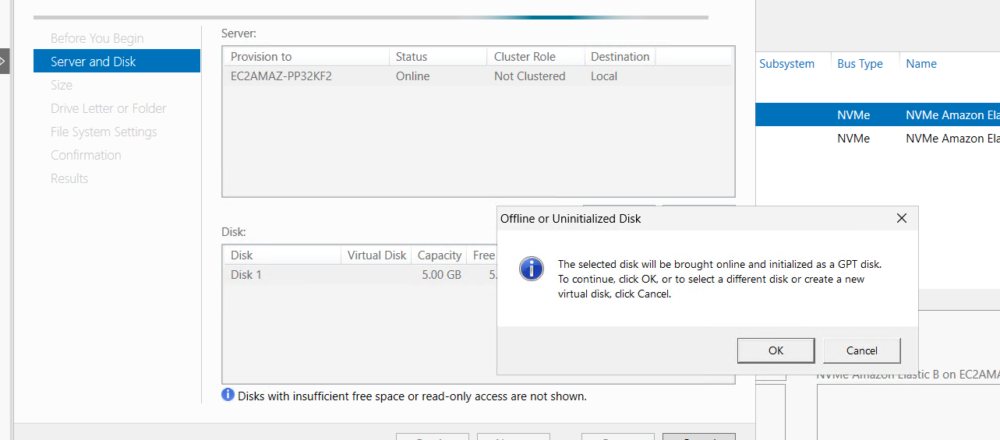 Before You Begin
Server and Disk
Size
Drive Letter or Folder
File System Settings
Confirmation
Results
Server:
Provision to Status Cluster Role Destination
EC2AMAZ-PP32KF2 Online Not Clustered Local
Disk:
Disk Virtual Disk Capacity Free
Disk 1 5.00 GB 5.
Disks with insufficient free space or read-only access are not shown.
Offline or Uninitialized Disk
The selected disk will be brought online and initialized as a GPT disk.
To continue, click OK, or to select a different disk or create a new
virtual disk, click Cancel.
OK Cancel
Subsystem Bus Type Name
NVMe NVMe Amazon Ela
NVMe NVMe Amazon Ela
NVMe Amazon Elastic B on EC2AMA